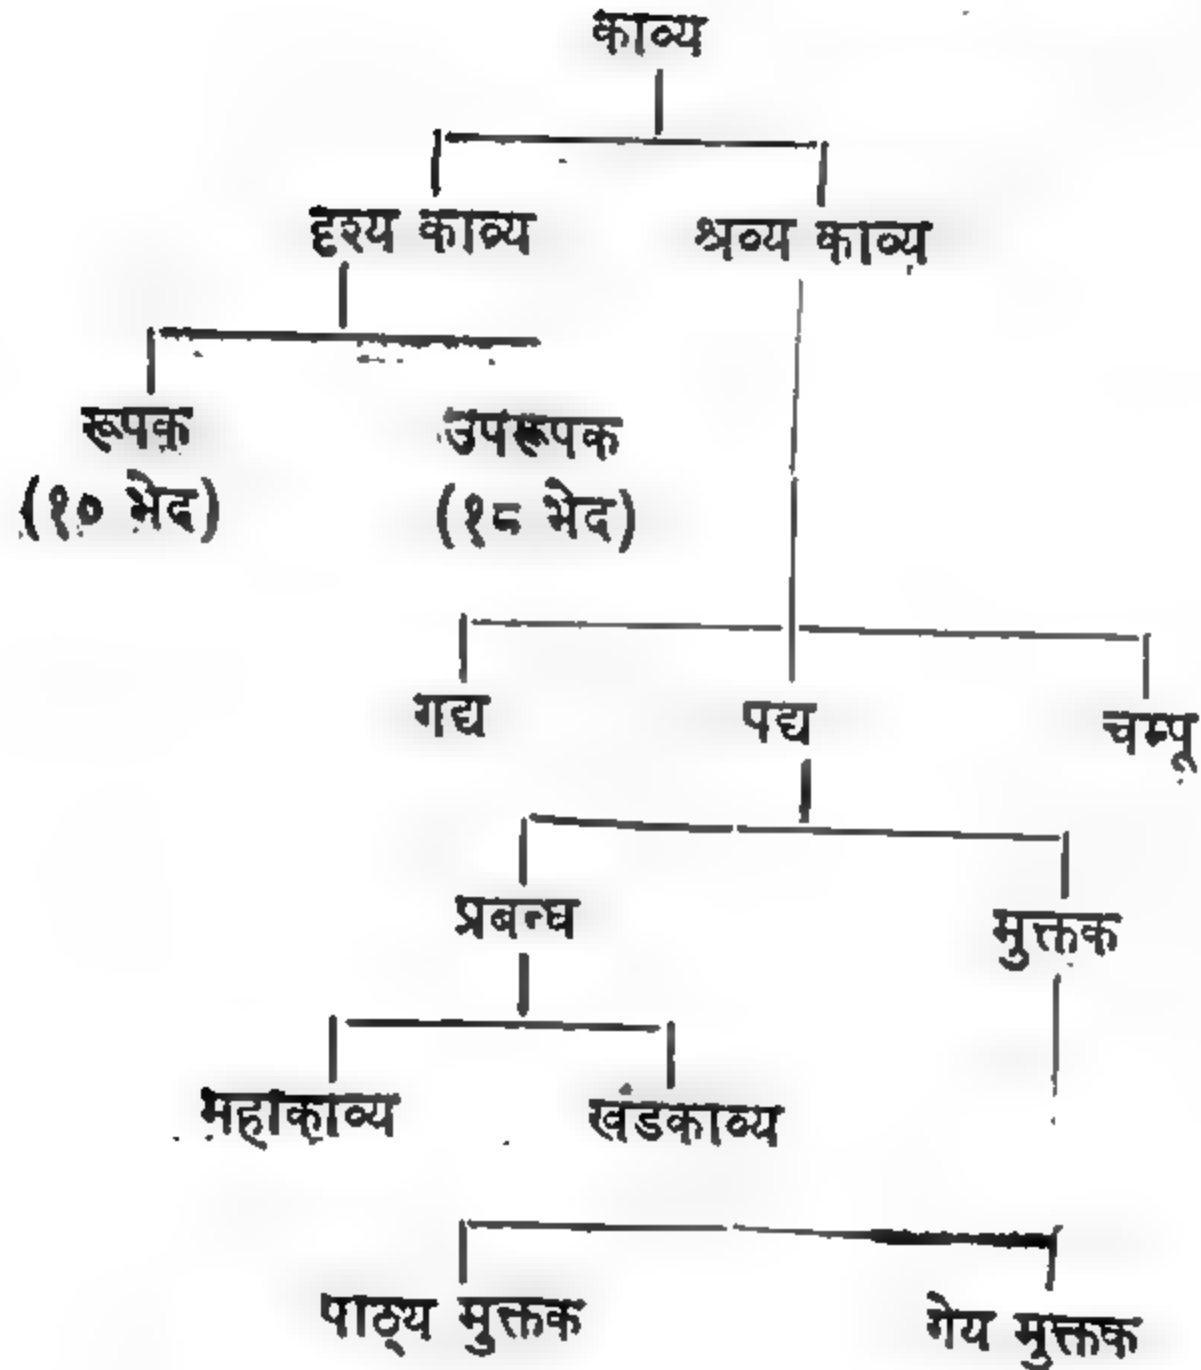 काव्य
दृश्य काव्य श्रव्य काव्य
रूपक उपरूपक
(१० भेद) (१८ भेद)
गद्य पद्य चम्पू
प्रबन्ध मुक्तक
महाकाव्य खंडकाव्य
पाठ्य मुक्तक गेय मुक्तक